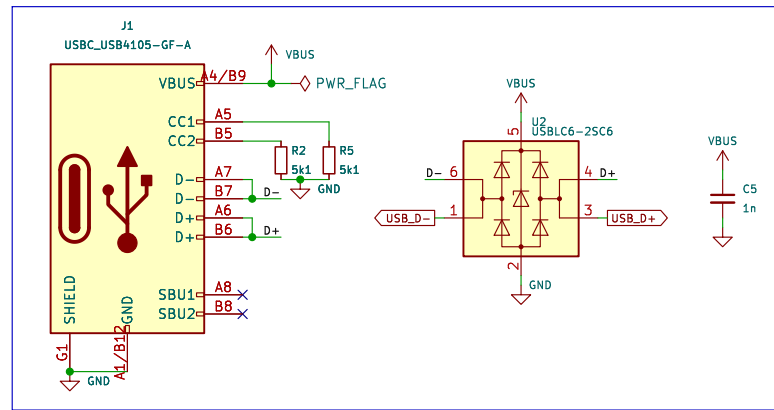 J1
USBC_USB4105-GF-A
VBUS
A4/B9
VBUS
PWR_FLAG
CC1
A5
CC2
B5
R2
5k1
R5
5k1
GND
D-
A7
D-
B7
D-
D+
A6
D+
B6
D+
SBU1
A8
SBU2
B8
SHIELD
GND
G1
A1/B12
GND
VBUS
U2
USBLC6-2SC6
5
D-
6
4
D+
USB_D-
1
3
USB_D+
2
GND
VBUS
C5
1n